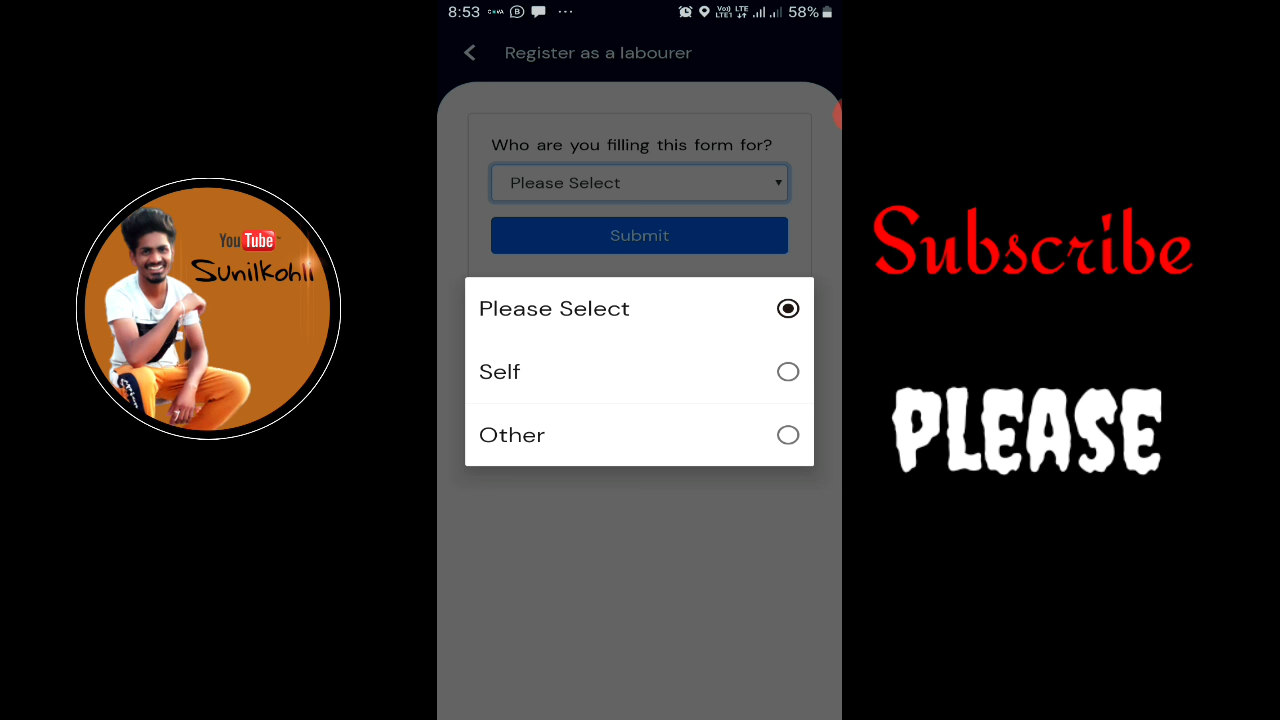 8:53
58%
Register as a labourer
Who are you filling this form for?
Please Select
Submit
Please Select
Self
Other
YouTube
Sunilkohli
Subscribe
PLEASE